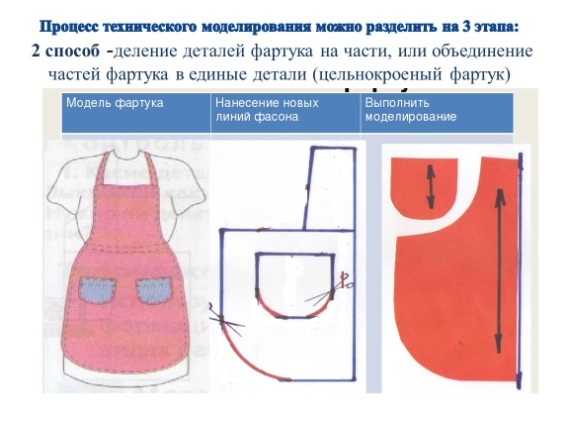 Процесс технического моделирования можно разделить на 3 этапа:
2 способ -деление деталей фартука на части, или объединение
частей фартука в единые детали (цельнокроеный фартук)
Модель фартука
Нанесение новых
линий фасона
Выполнить
моделирование